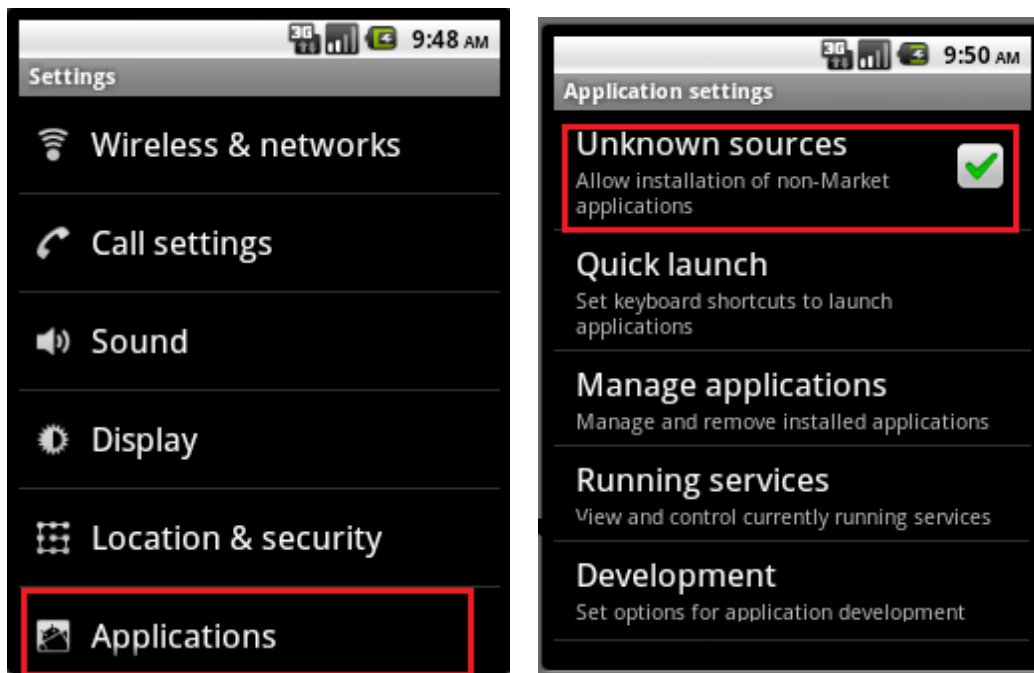 3G 9:48 AM
Settings
Wireless & networks
Call settings
Sound
Display
Location & security
Applications
3G 9:50 AM
Application settings
Unknown sources
Allow installation of non-Market
applications
Quick launch
Set keyboard shortcuts to launch
applications
Manage applications
Manage and remove installed applications
Running services
View and control currently running services
Development
Set options for application development